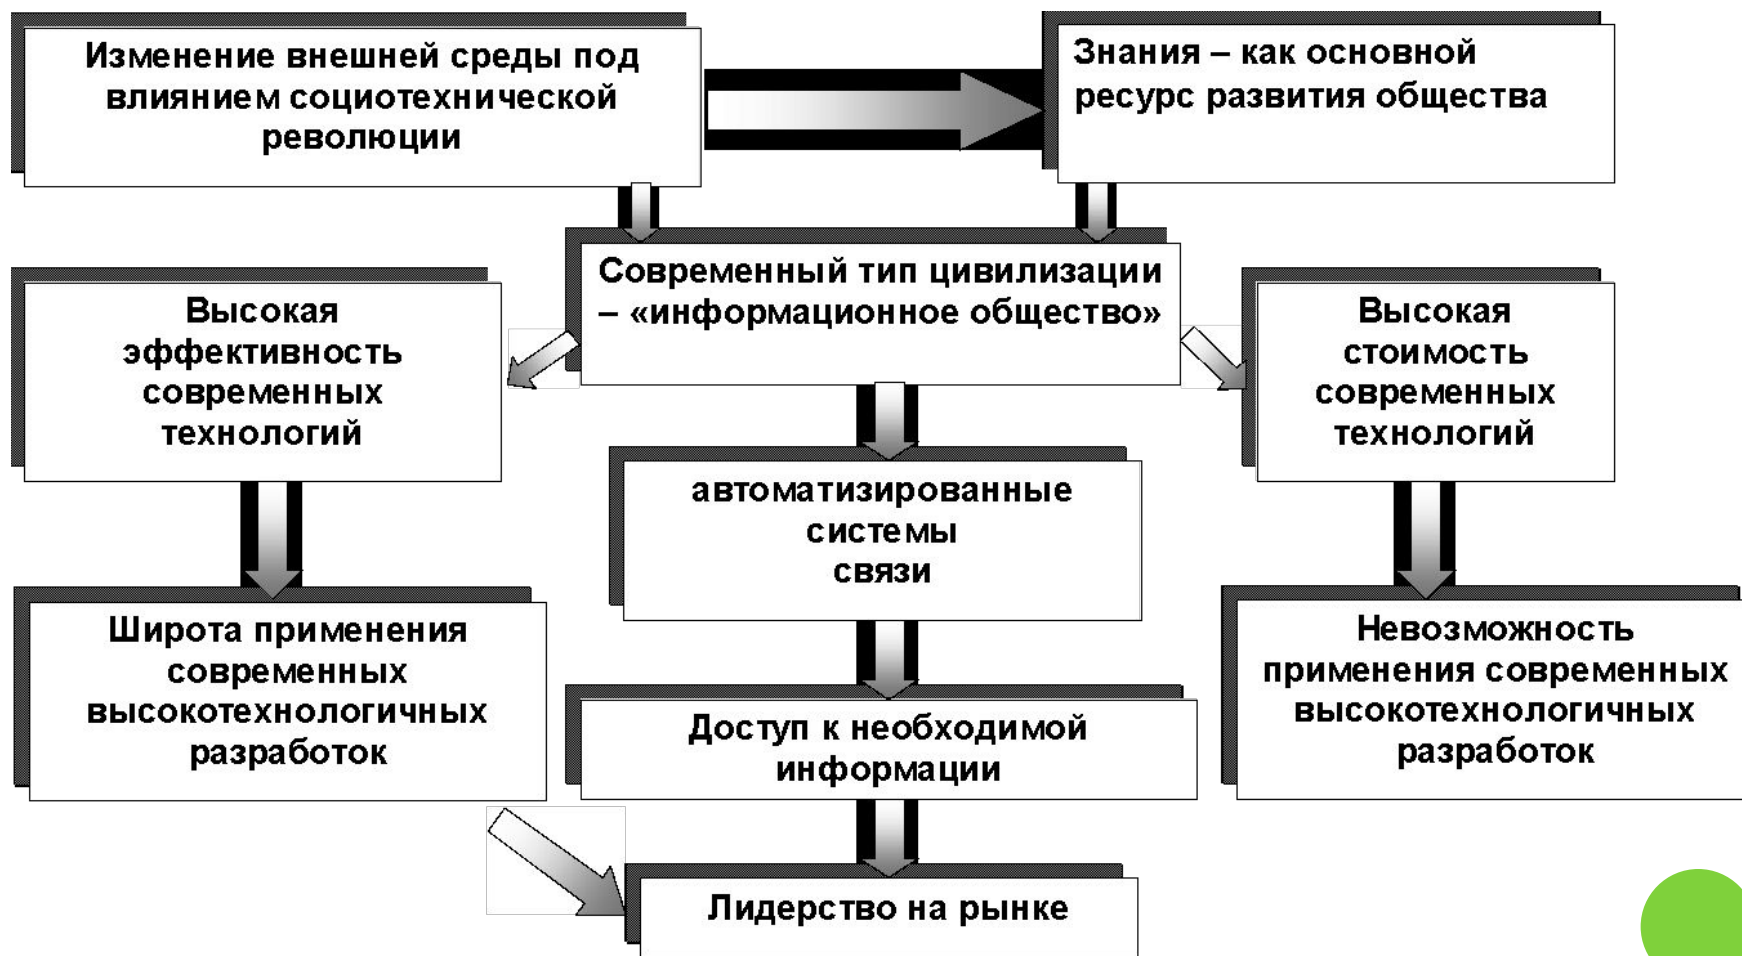 Изменение внешней среды под
влиянием социотехнической
революции
Знания – как основной
ресурс развития общества
Современный тип цивилизации
– «информационное общество»
Высокая
эффективность
современных
технологий
Высокая
стоимость
современных
технологий
автоматизированные
системы
связи
Широта применения
современных
высокотехнологичных
разработок
Невозможность
применения современных
высокотехнологичных
разработок
Доступ к необходимой
информации
Лидерство на рынке